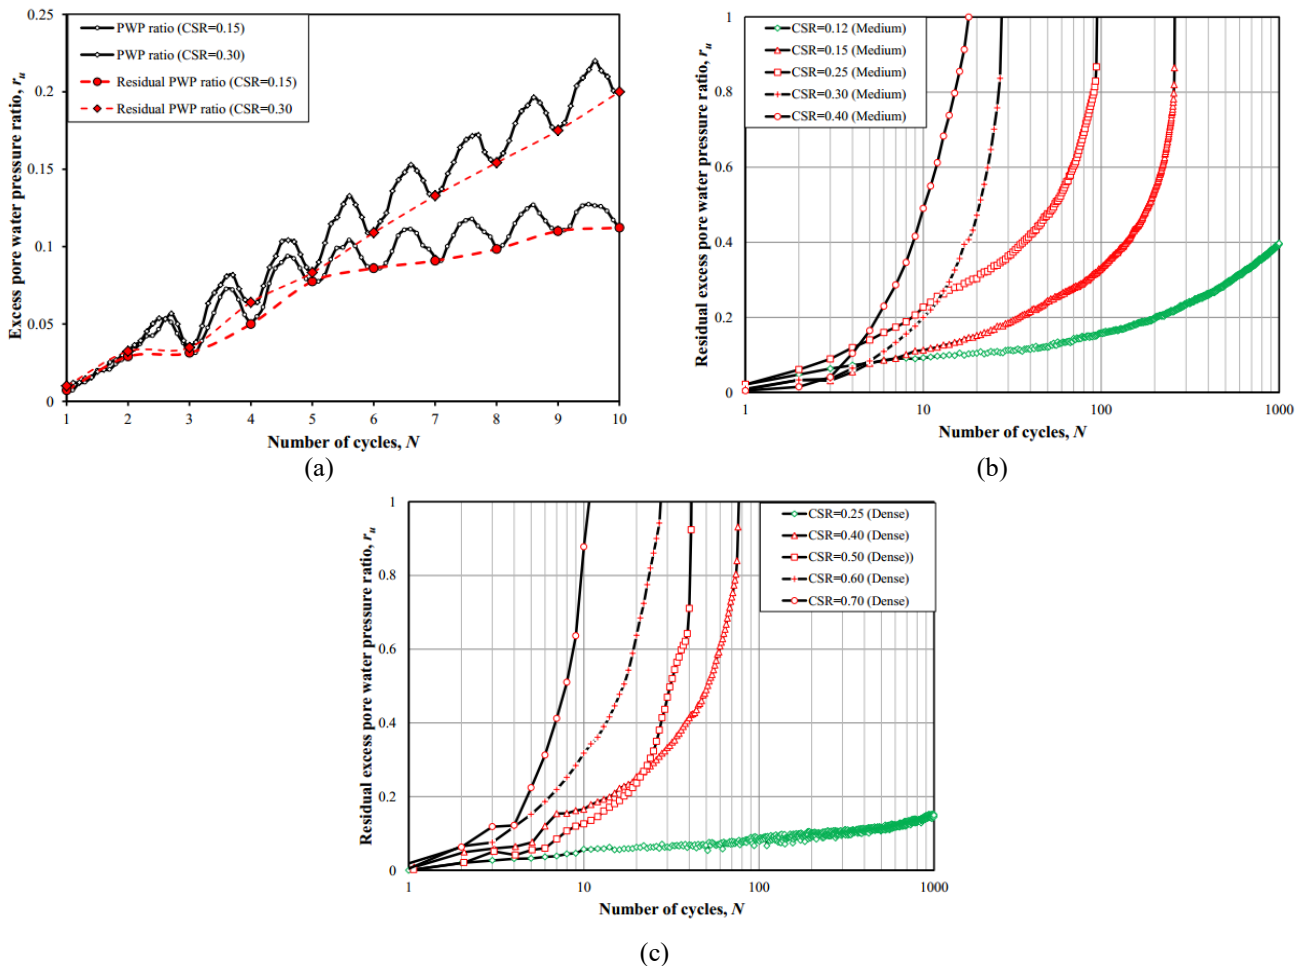 Excess pore water pressure ratio, ru
0.25
0.2
0.15
0.1
0.05
0
PWP ratio (CSR=0.15)
PWP ratio (CSR=0.30)
Residual PWP ratio (CSR=0.15)
Residual PWP ratio (CSR=0.30
1 2 3 4 5 6 7 8 9 10
Number of cycles, N
(a)
Residual excess pore water pressure ratio, ru
1
0.8
0.6
0.4
0.2
0
CSR=0.12 (Medium)
CSR=0.15 (Medium)
CSR=0.25 (Medium)
CSR=0.30 (Medium)
CSR=0.40 (Medium)
1 10 100 1000
Number of cycles, N
(b)
Residual excess pore water pressure ratio, ru
1
0.8
0.6
0.4
0.2
0
CSR=0.25 (Dense)
CSR=0.40 (Dense)
CSR=0.50 (Dense))
CSR=0.60 (Dense)
CSR=0.70 (Dense)
1 10 100 1000
Number of cycles, N
(c)